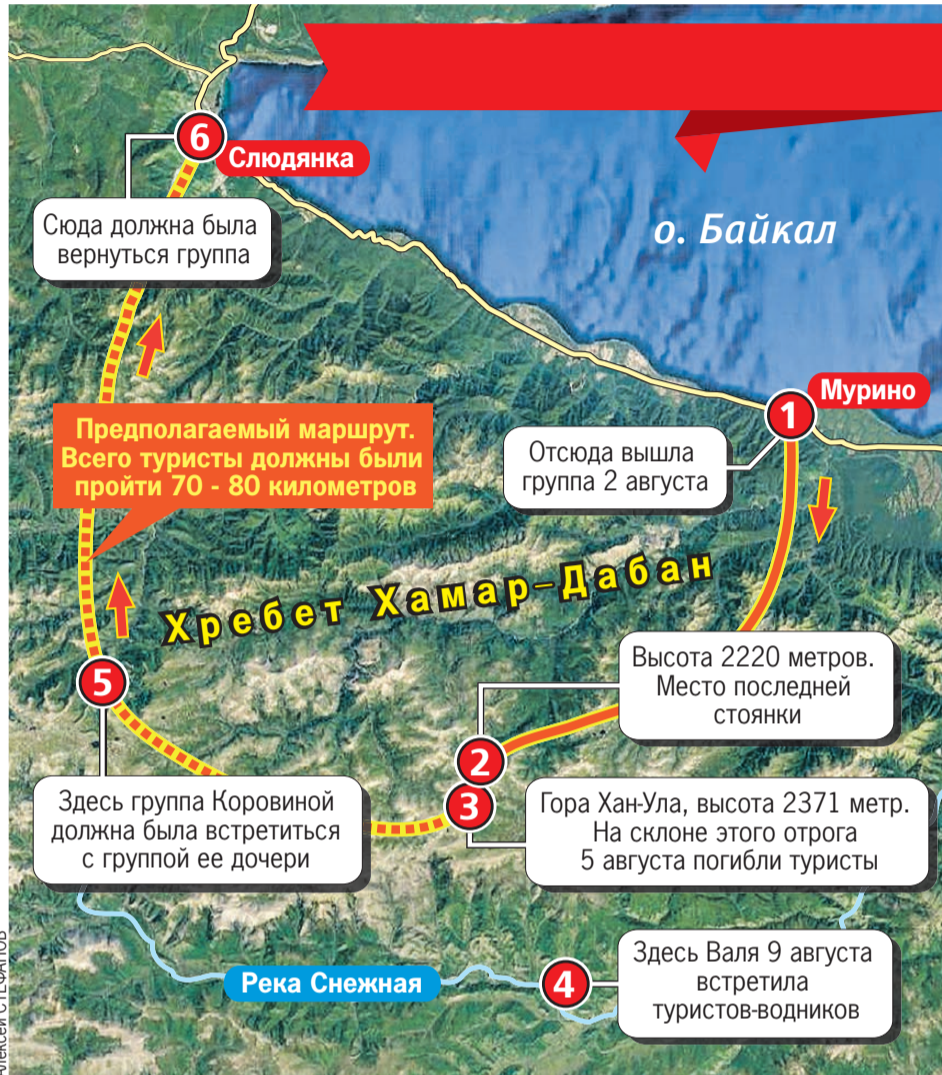 6
Слюдянка
Сюда должна была
вернуться группа
о. Байкал
1
Мурино
Отсюда вышла
группа 2 августа
Предполагаемый маршрут.
Всего туристы должны были
пройти 70 - 80 километров
Хребет Хамар-Дабан
5
Здесь группа Коровиной
должна была встретиться
с группой ее дочери
2
Высота 2220 метров.
Место последней
стоянки
3
Гора Хан-Ула, высота 2371 метр.
На склоне этого отрога
5 августа погибли туристы
Река Снежная
4
Здесь Валя 9 августа
встретила
туристов-водников
Алексей СТЕФАНОВ